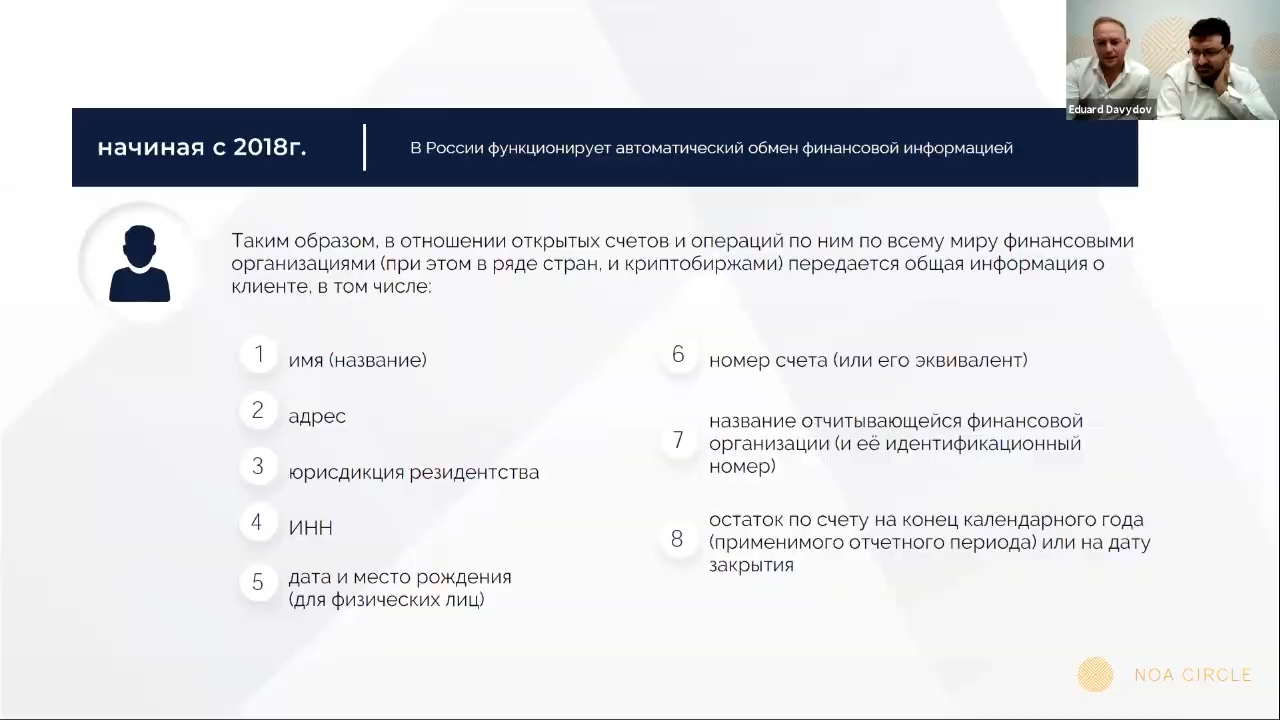 Eduard Davydov
начиная с 2018г.
В России функционирует автоматический обмен финансовой информацией
Таким образом, в отношении открытых счетов и операций по ним по всему миру финансовыми
организациями (при этом в ряде стран, и криптобиржами) передается общая информация о
клиенте, в том числе:
1 имя (название)
2 адрес
3 юрисдикция резидентства
4 ИНН
5 дата и место рождения
(для физических лиц)
6 номер счета (или его эквивалент)
7 название отчитывающейся финансовой
организации (и её идентификационный
номер)
8 остаток по счету на конец календарного года
(применимого отчетного периода) или на дату
закрытия
NOA CIRCLE